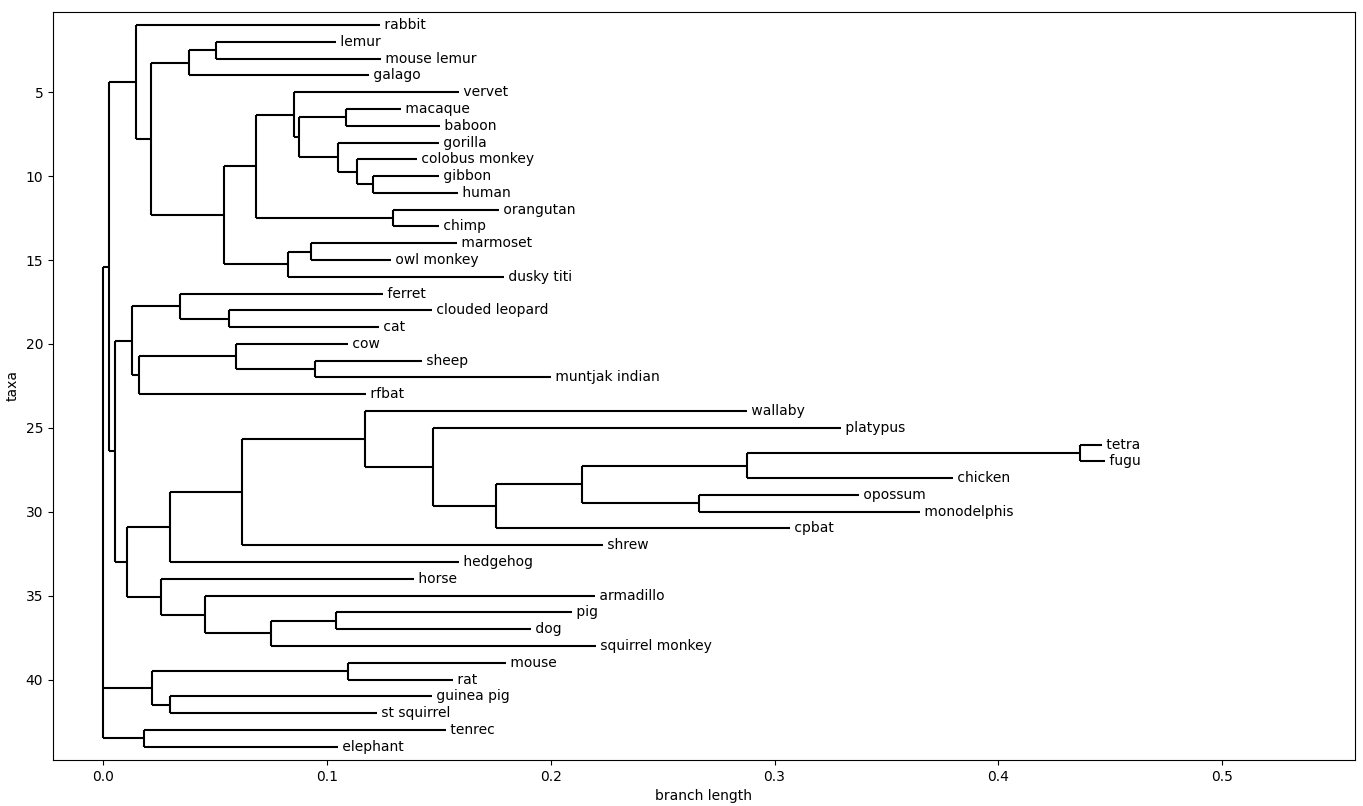 rabbit
lemur
mouse lemur
galago
5
vervet
macaque
baboon
gorilla
colobus monkey
10
gibbon
human
orangutan
chimp
marmoset
15
owl monkey
dusky titi
ferret
clouded leopard
cat
20
cow
sheep
muntjak indian
taxa
rfbat
wallaby
25
platypus
tetra
fugu
chicken
opossum
30
monodelphis
cpbat
shrew
hedgehog
horse
35
armadillo
pig
dog
squirrel monkey
mouse
40
rat
guinea pig
st squirrel
tenrec
elephant
0.0 0.1 0.2 0.3 0.4 0.5
branch length